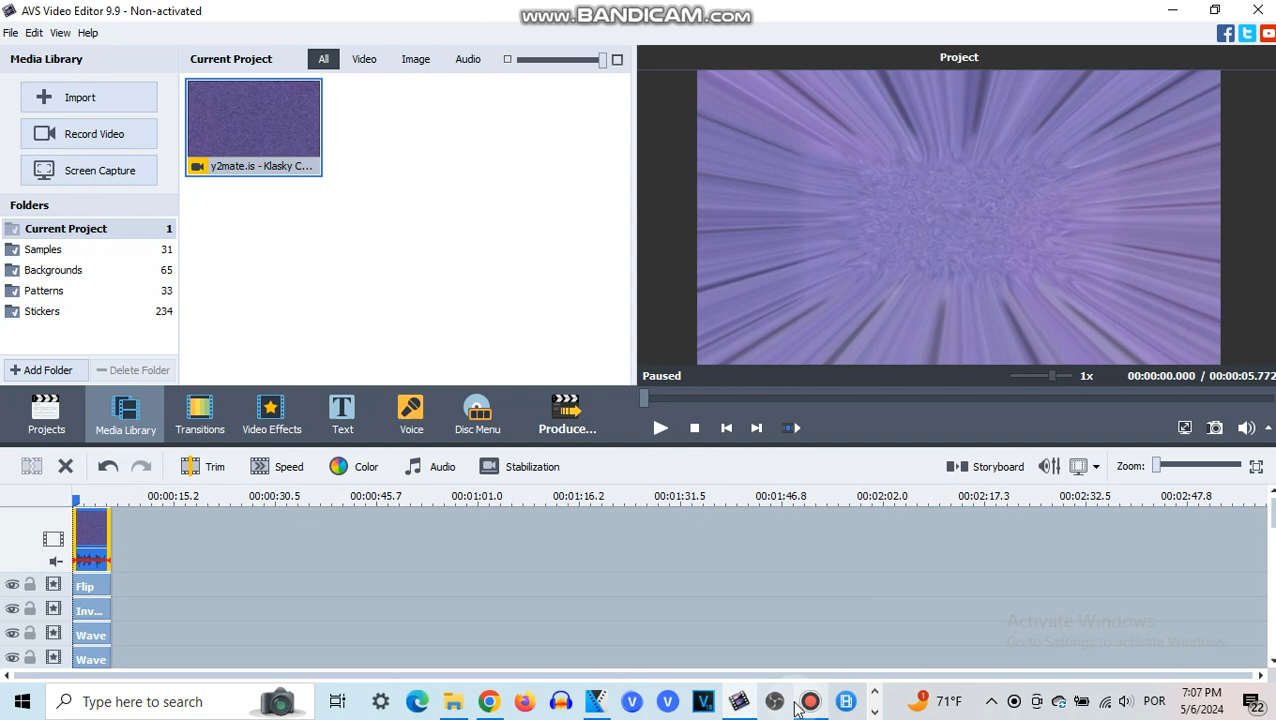 AVS Video Editor 9.9 - Non-activated
www.BANDICAM.com
File Edit View Help
Media Library
Current Project All Video Image Audio
Project
Import
Record Video
Screen Capture
y2mate.is - Klasky C...
Folders
Current Project 1
Samples 31
Backgrounds 65
Patterns 33
Stickers 234
Add Folder Delete Folder
Paused 1x 00:00:00.000 / 00:00:05.772
Projects Media Library Transitions Video Effects Text Voice Disc Menu Produce...
Trim Speed Color Audio Stabilization Storyboard Zoom:
00:00:15.2 00:00:30.5 00:00:45.7 00:01:01.0 00:01:16.2 00:01:31.5 00:01:46.8 00:02:02.0 00:02:17.3 00:02:32.5 00:02:47.8
Flip
Inv...
Wave
Wave
Activate Windows
Go to Settings to activate Windows.
Type here to search
71°F
POR
7:07 PM
5/6/2024
22